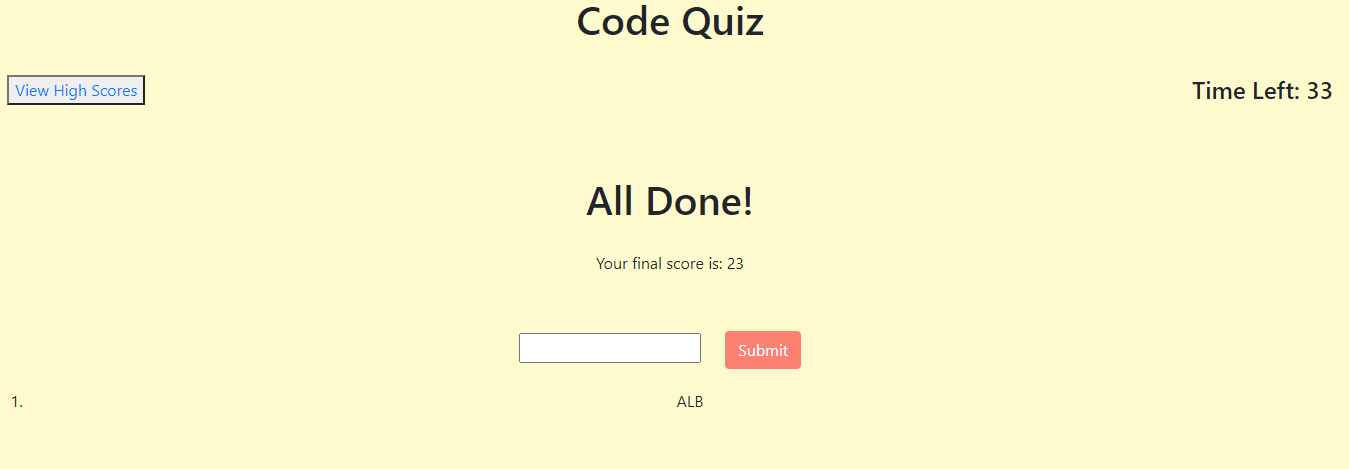 Code Quiz
View High Scores
Time Left: 33
All Done!
Your final score is: 23
Submit
1. ALB